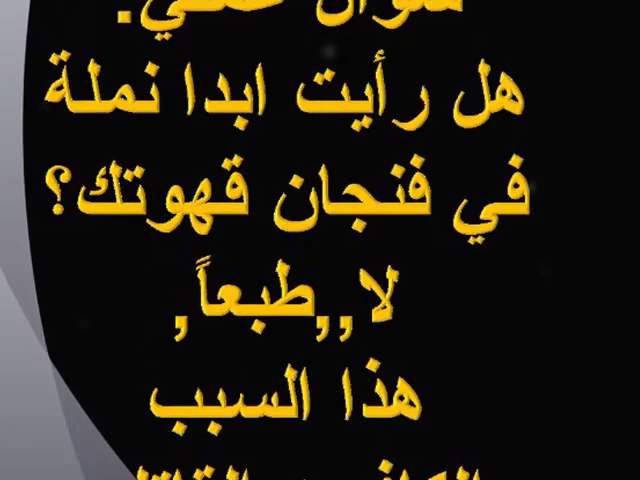 هل رأيت ابدا نملة
في فنجان قهوتك؟
لا,,طبعاً,
هذا السبب